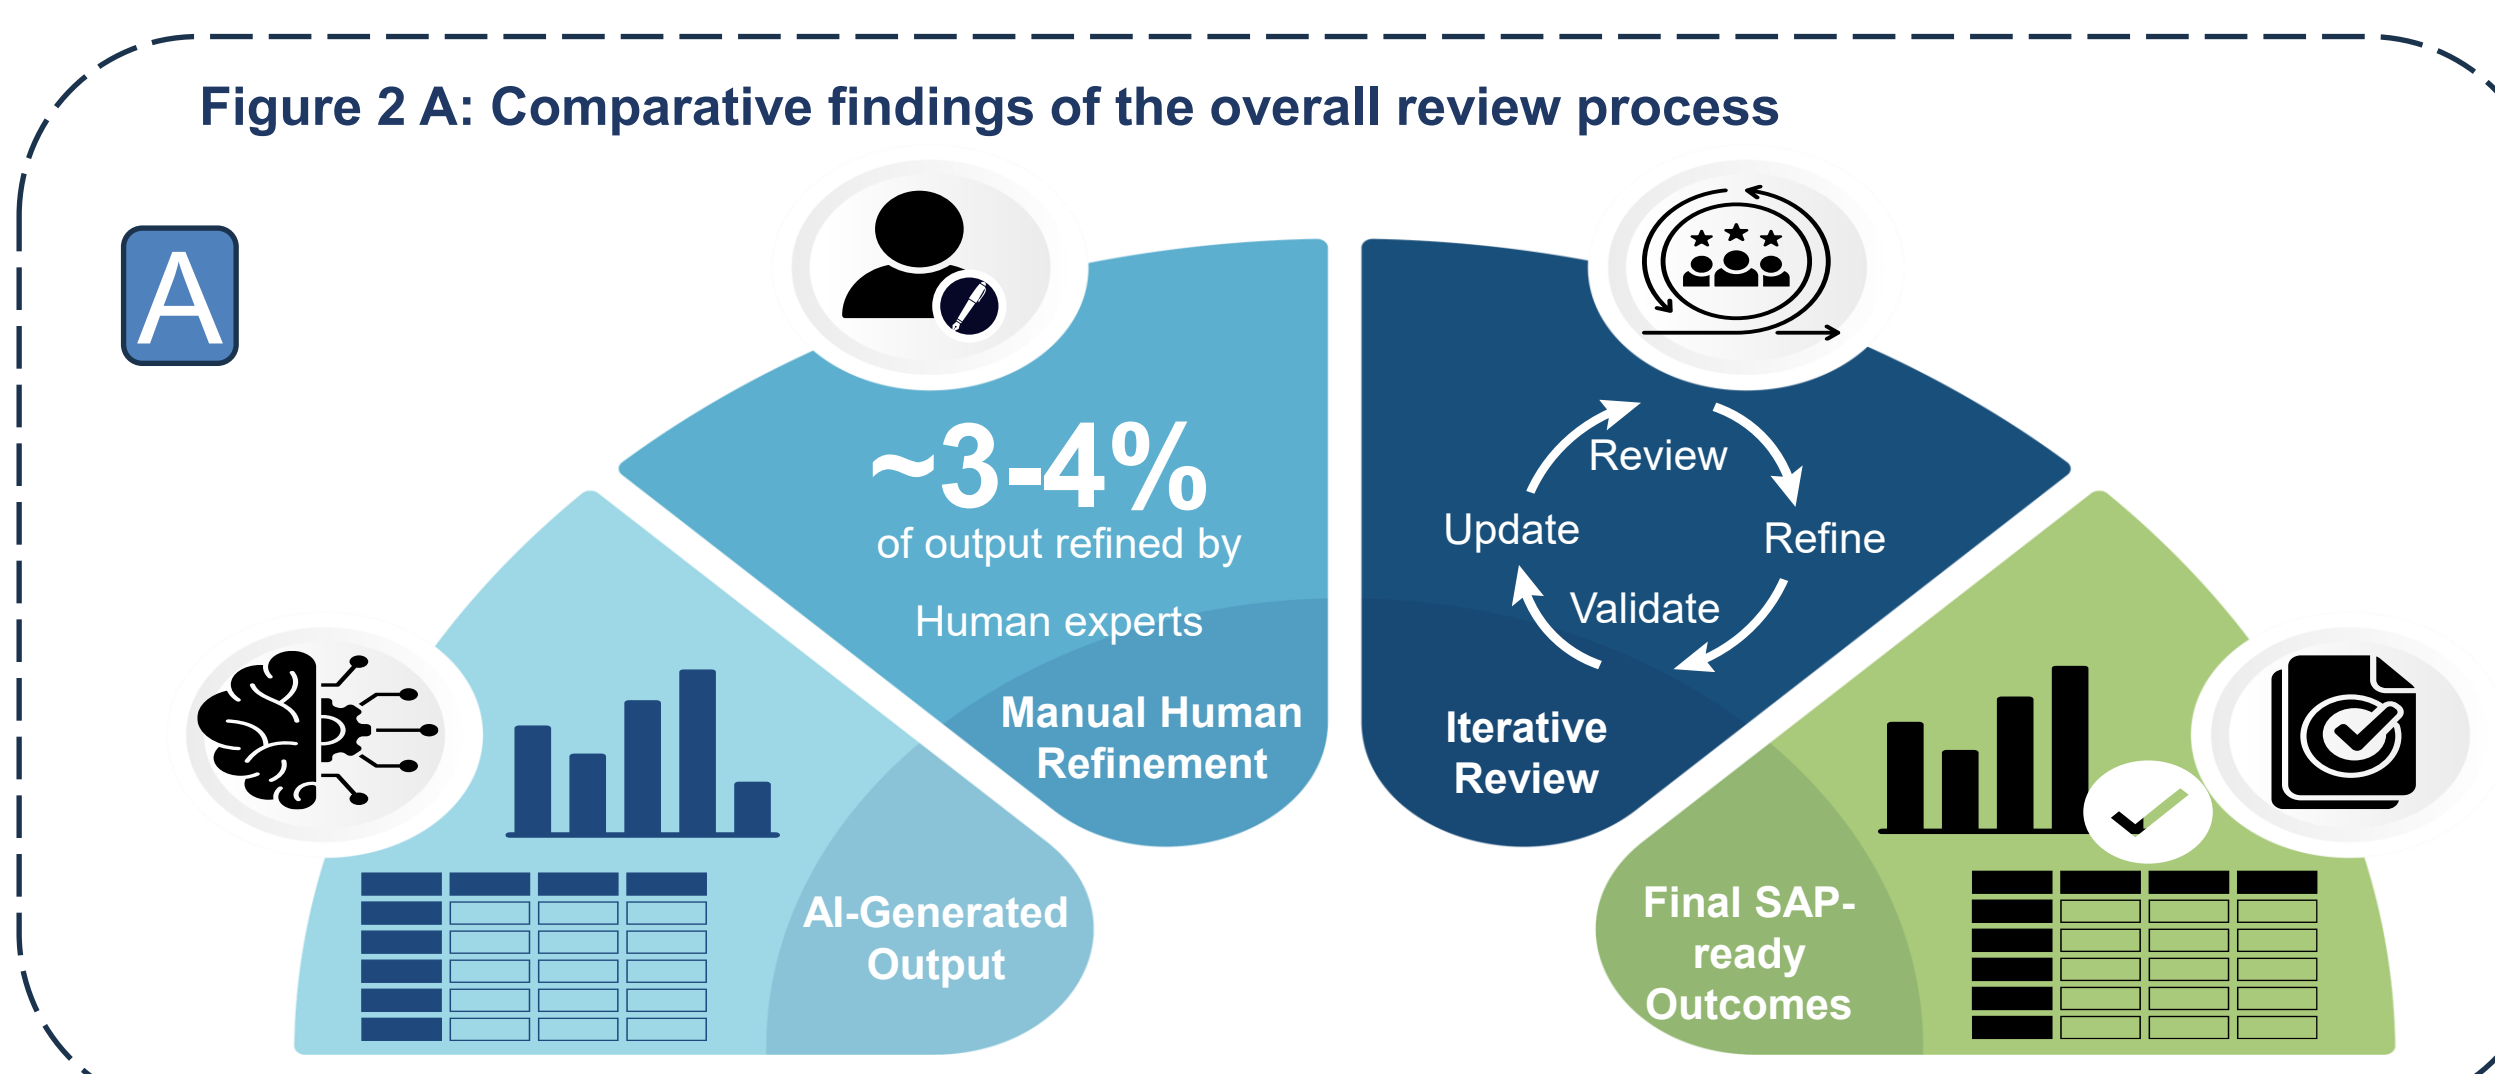 Figure 2 A: Comparative findings of the overall review process
A
~3-4%
of output refined by
Human experts
Manual Human
Refinement
Review
Refine
Validate
Update
Iterative
Review
AI-Generated
Output
Final SAP-
ready
Outcomes